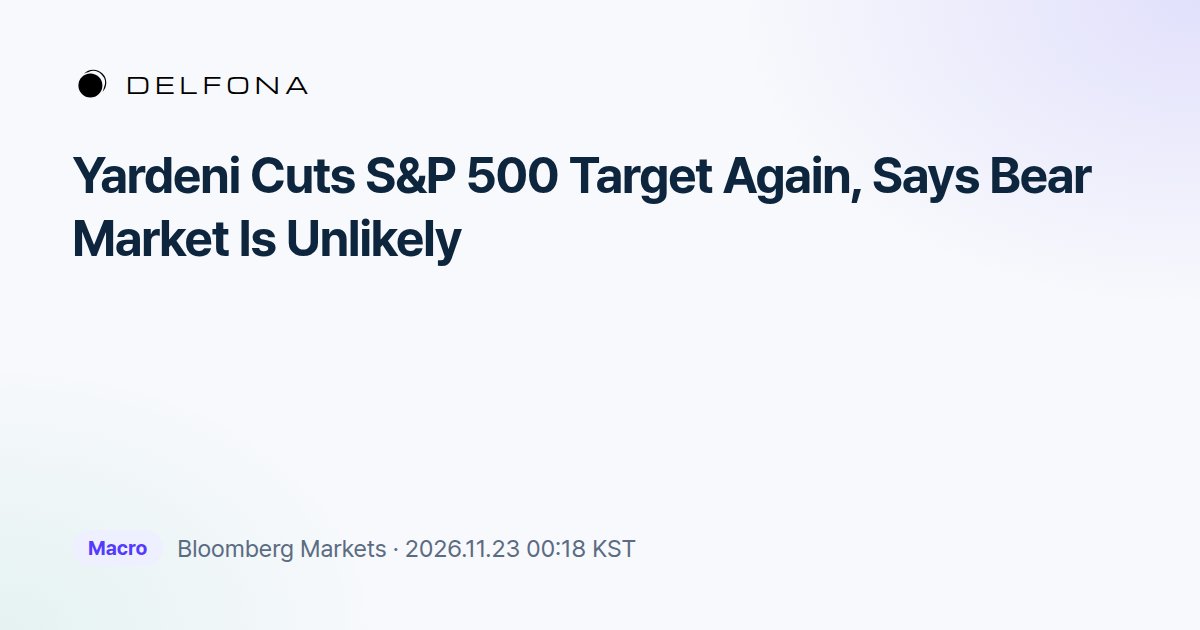 DELFONA
Yardeni Cuts S&P 500 Target Again, Says Bear
Market Is Unlikely
Macro Bloomberg Markets · 2026.11.23 00:18 KST